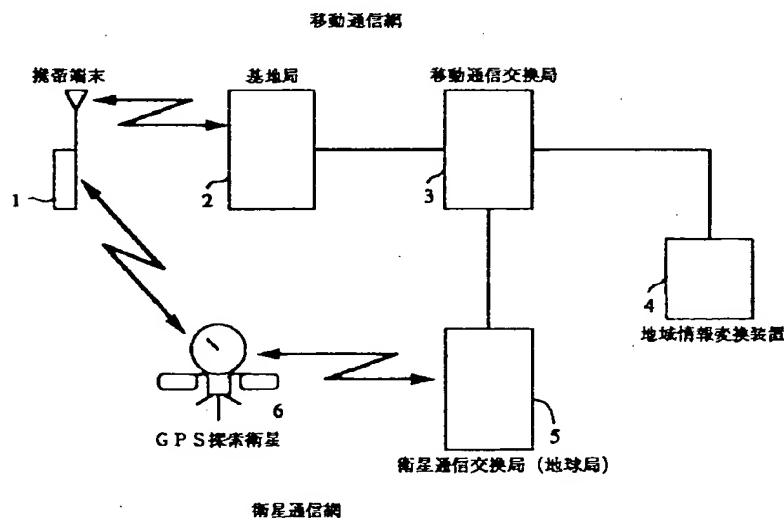 移動通信網
携帯端末
基地局
移動通信交換局
1
2
3
4
地域情報変換装置
6
GPS探索衛星
5
衛星通信交換局(地球局)
衛星通信網